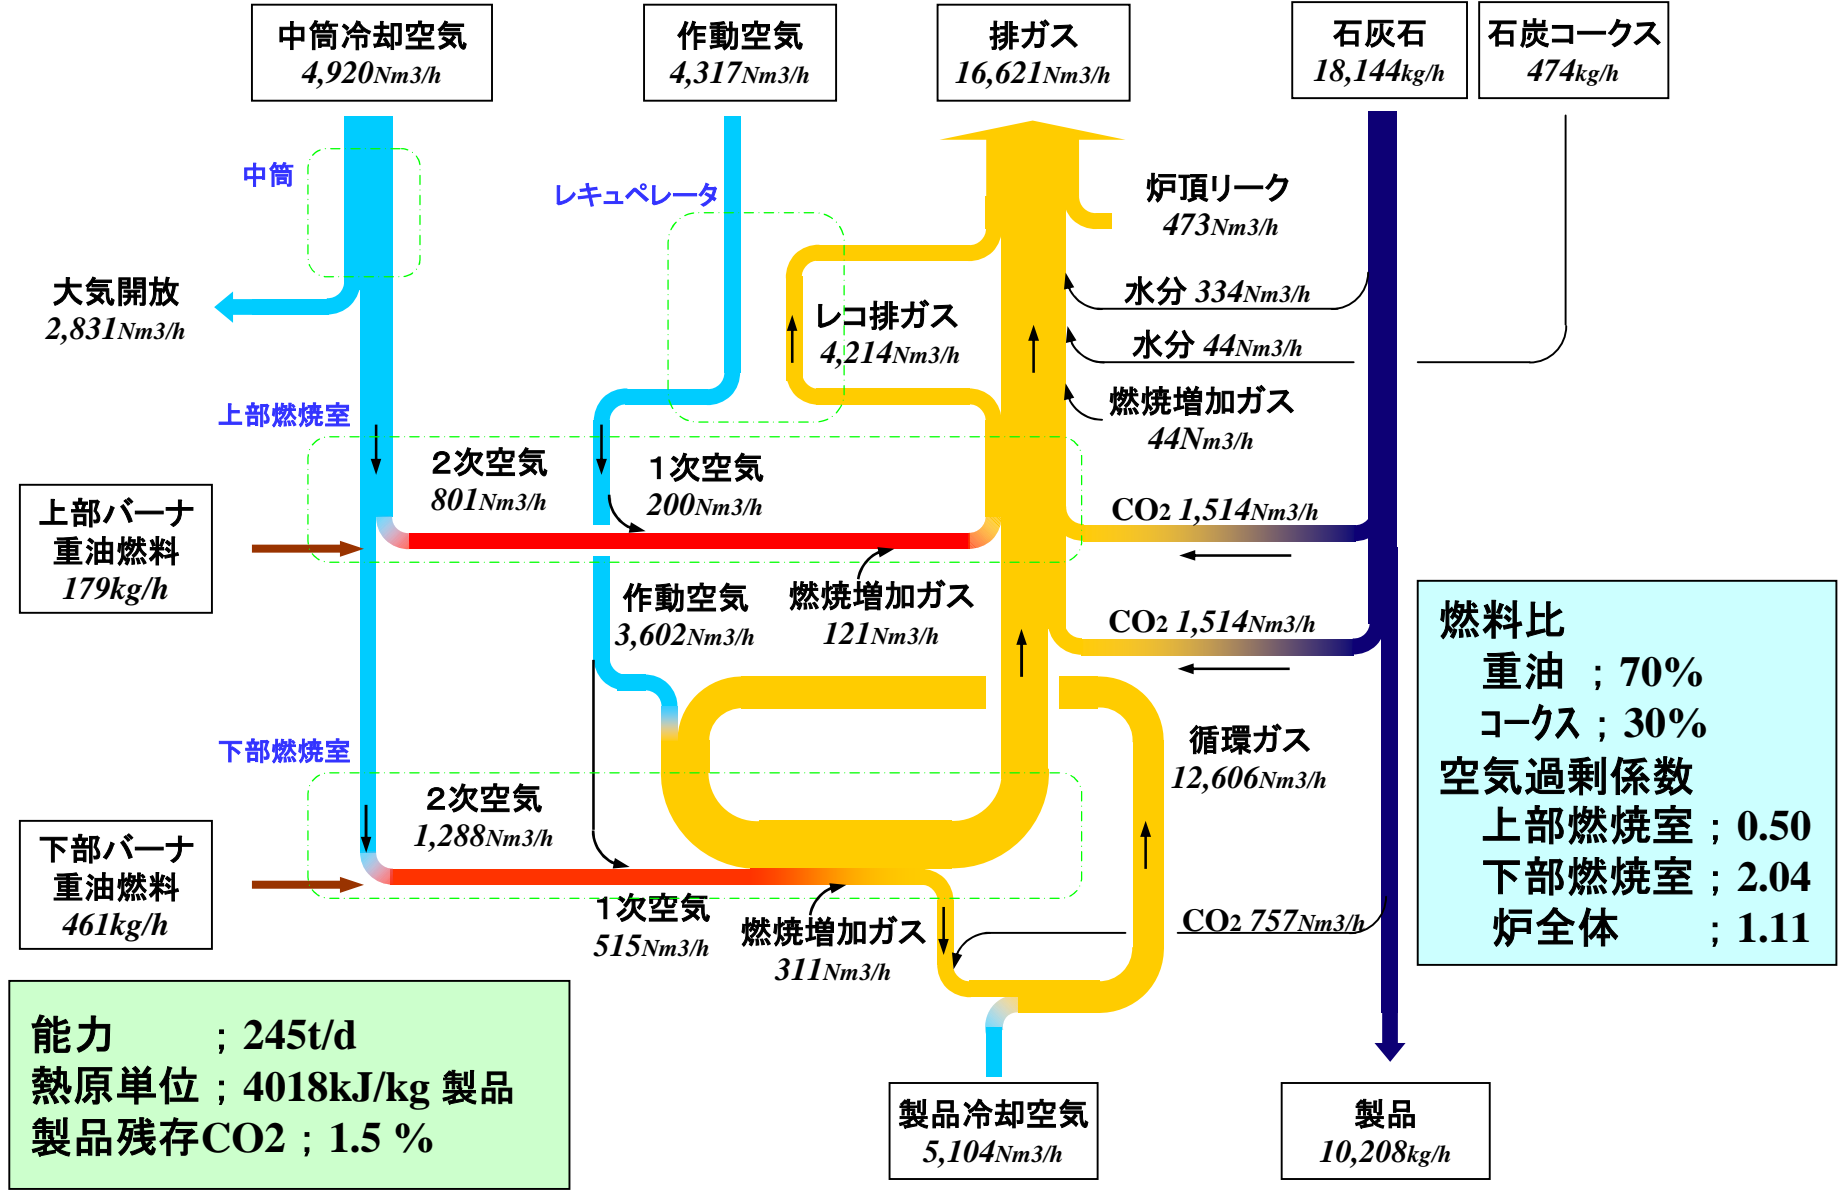 中筒冷却空気
4,920Nm3/h
作動空気
4,317Nm3/h
排ガス
16,621Nm3/h
石灰石
18,144kg/h
石炭コークス
474kg/h
中筒
レキュペレータ
炉頂リーク
473Nm3/h
大気開放
2,831Nm3/h
水分 334Nm3/h
レコ排ガス
4,214Nm3/h
水分 44Nm3/h
燃焼増加ガス
44Nm3/h
上部燃焼室
2次空気
801Nm3/h
1次空気
200Nm3/h
CO2 1,514Nm3/h
上部バーナ
重油燃料
179kg/h
作動空気
3,602Nm3/h
燃焼増加ガス
121Nm3/h
CO2 1,514Nm3/h
燃料比
重油 ; 70%
コークス ; 30%
空気過剰係数
上部燃焼室 ; 0.50
下部燃焼室 ; 2.04
炉全体 ; 1.11
下部燃焼室
循環ガス
12,606Nm3/h
2次空気
1,288Nm3/h
下部バーナ
重油燃料
461kg/h
1次空気
515Nm3/h
燃焼増加ガス
311Nm3/h
CO2 757Nm3/h
能力 ; 245t/d
熱原単位 ; 4018kJ/kg 製品
製品残存CO2 ; 1.5 %
製品冷却空気
5,104Nm3/h
製品
10,208kg/h